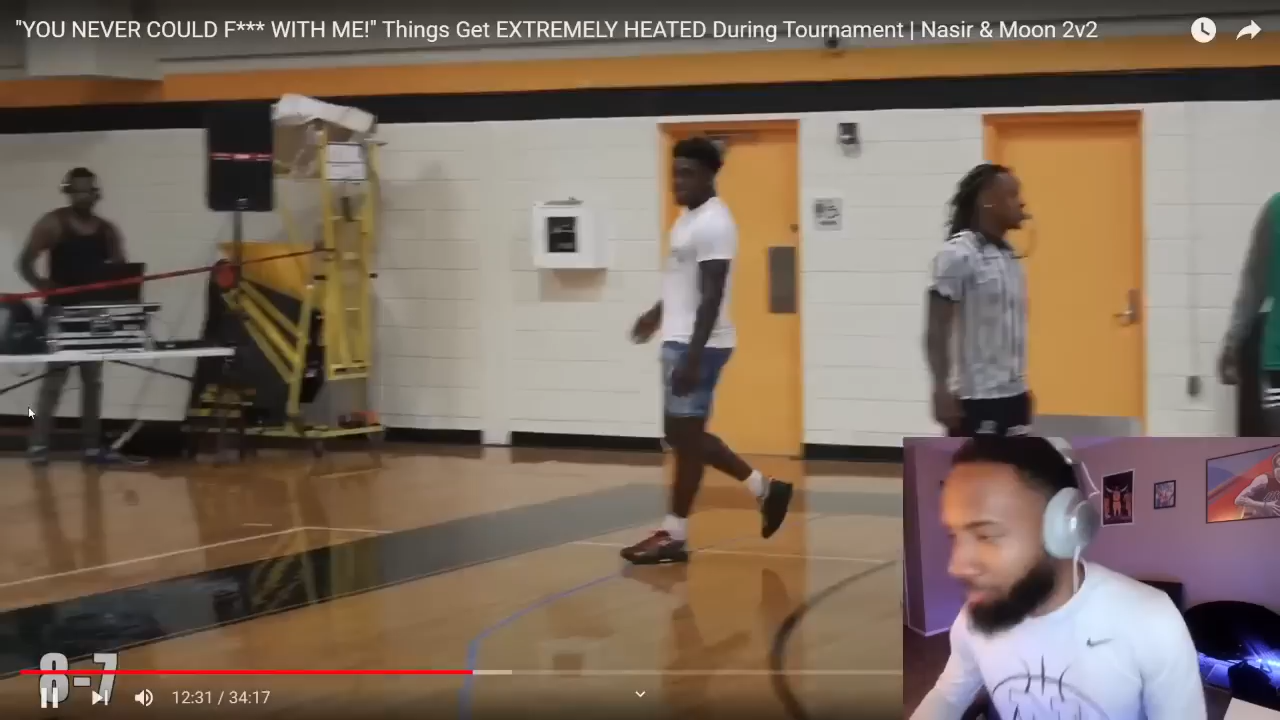 "YOU NEVER COULD F*** WITH ME!" Things Get EXTREMELY HEATED During Tournament | Nasir & Moon 2v2
8-7
12:31 / 34:17